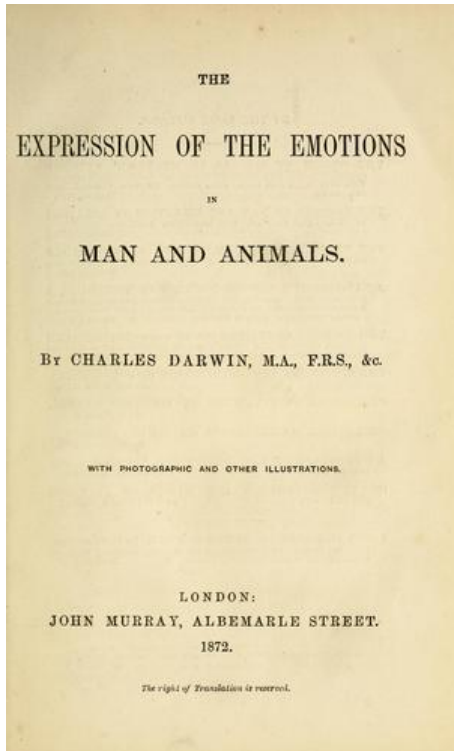 THE
EXPRESSION OF THE EMOTIONS
IN
MAN AND ANIMALS.
BY CHARLES DARWIN, M.A., F.R.S., &c.
WITH PHOTOGRAPHIC AND OTHER ILLUSTRATIONS.
LONDON:
JOHN MURRAY, ALBEMARLE STREET.
1872.
The right of Translation is reserved.